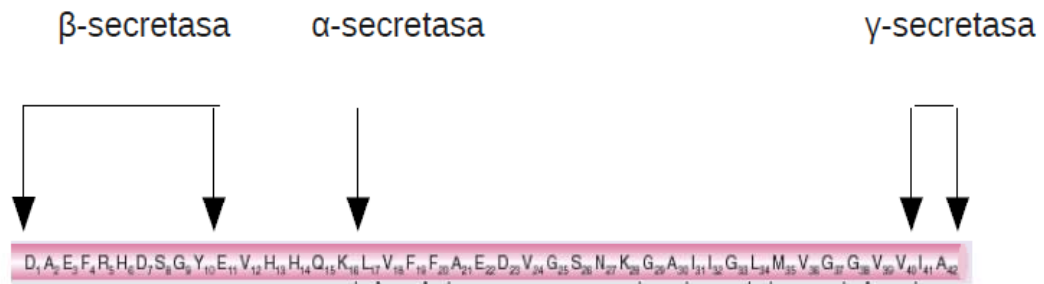 β-secretasa α-secretasa γ-secretasa
D₁A₂E₃F₄R₅H₆D₇S₈G₉Y₁₀E₁₁V₁₂H₁₃H₁₄Q₁₅K₁₆L₁₇V₁₈F₁₉F₂₀A₂₁E₂₂D₂₃V₂₄G₂₅S₂₆N₂₇K₂₈G₂₉A₃₀I₃₁I₃₂G₃₃L₃₄M₃₅V₃₆G₃₇G₃₈V₃₉V₄₀I₄₁A₄₂